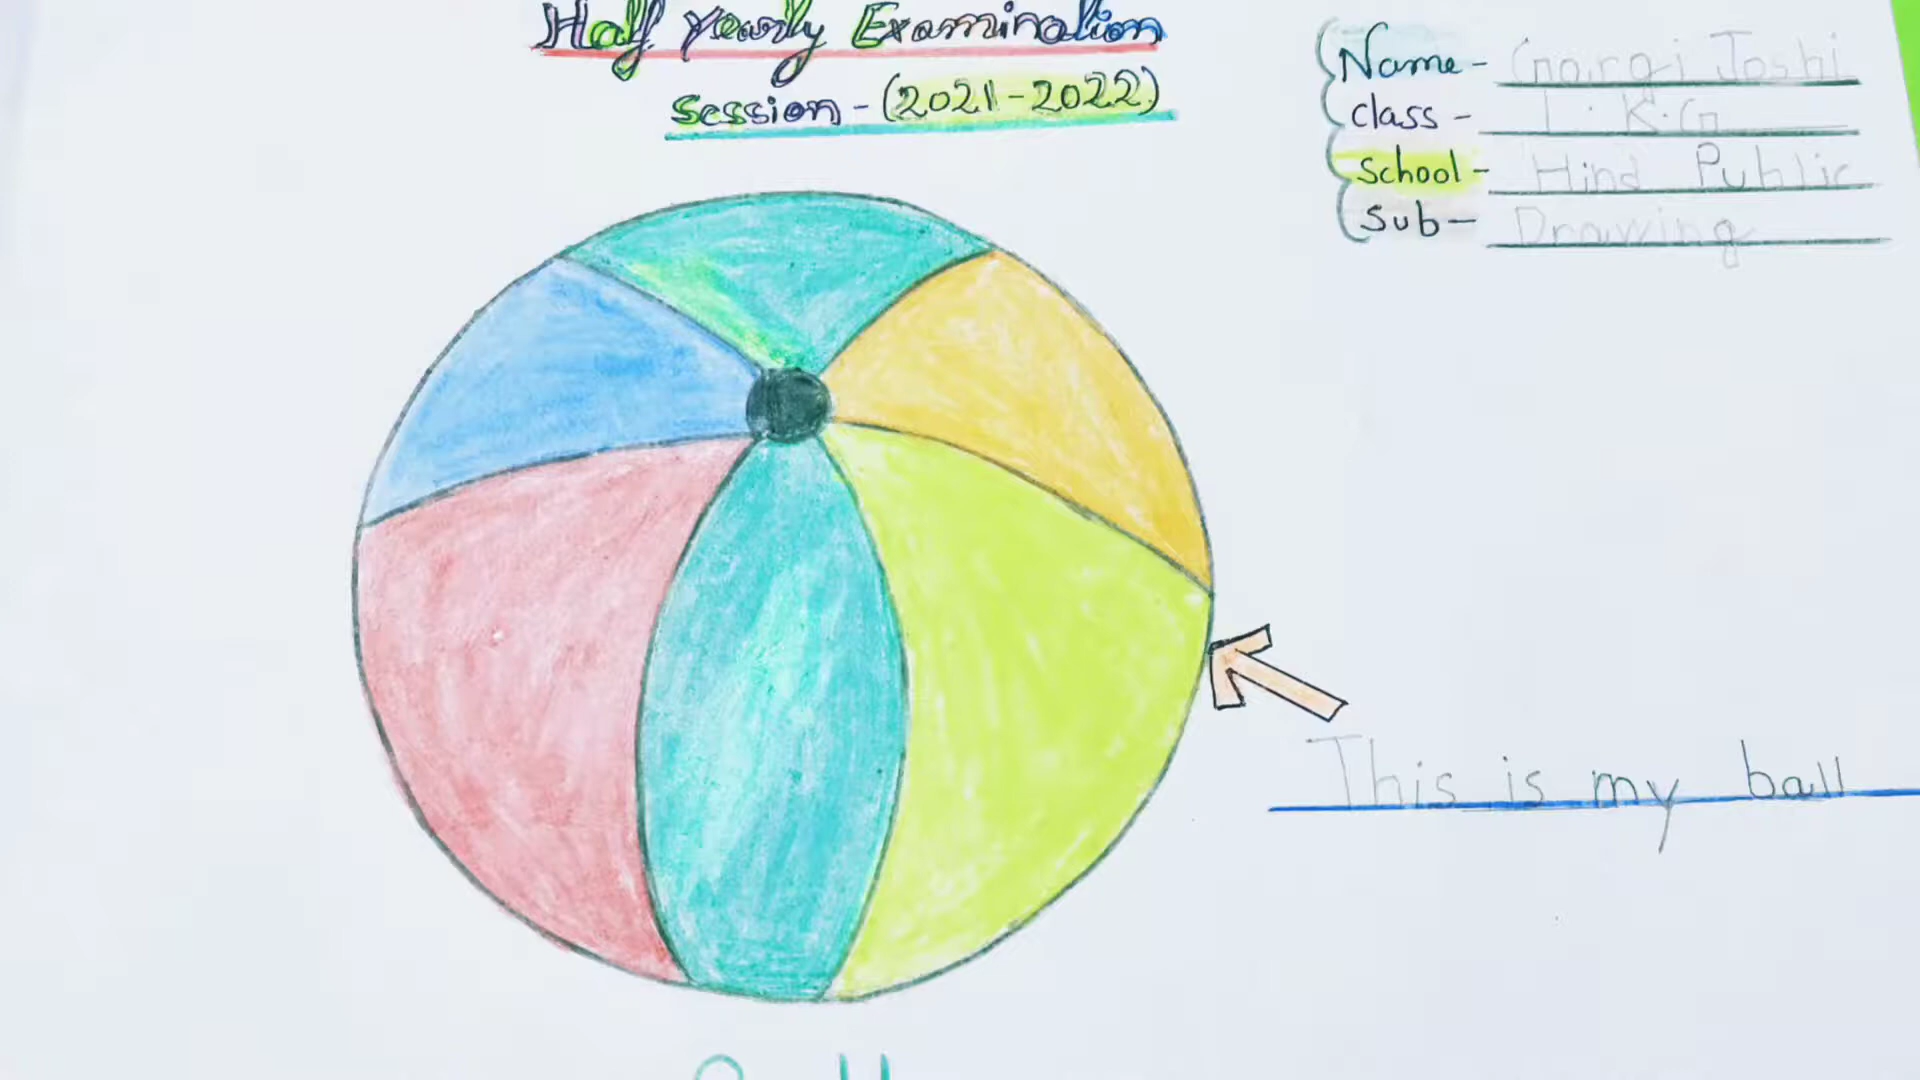 Half yearly Examination
Session - (2021-2022)
Name - Gargi Joshi
Class - L.K.G
School - Hind Public
Sub - Drawing
This is my ball